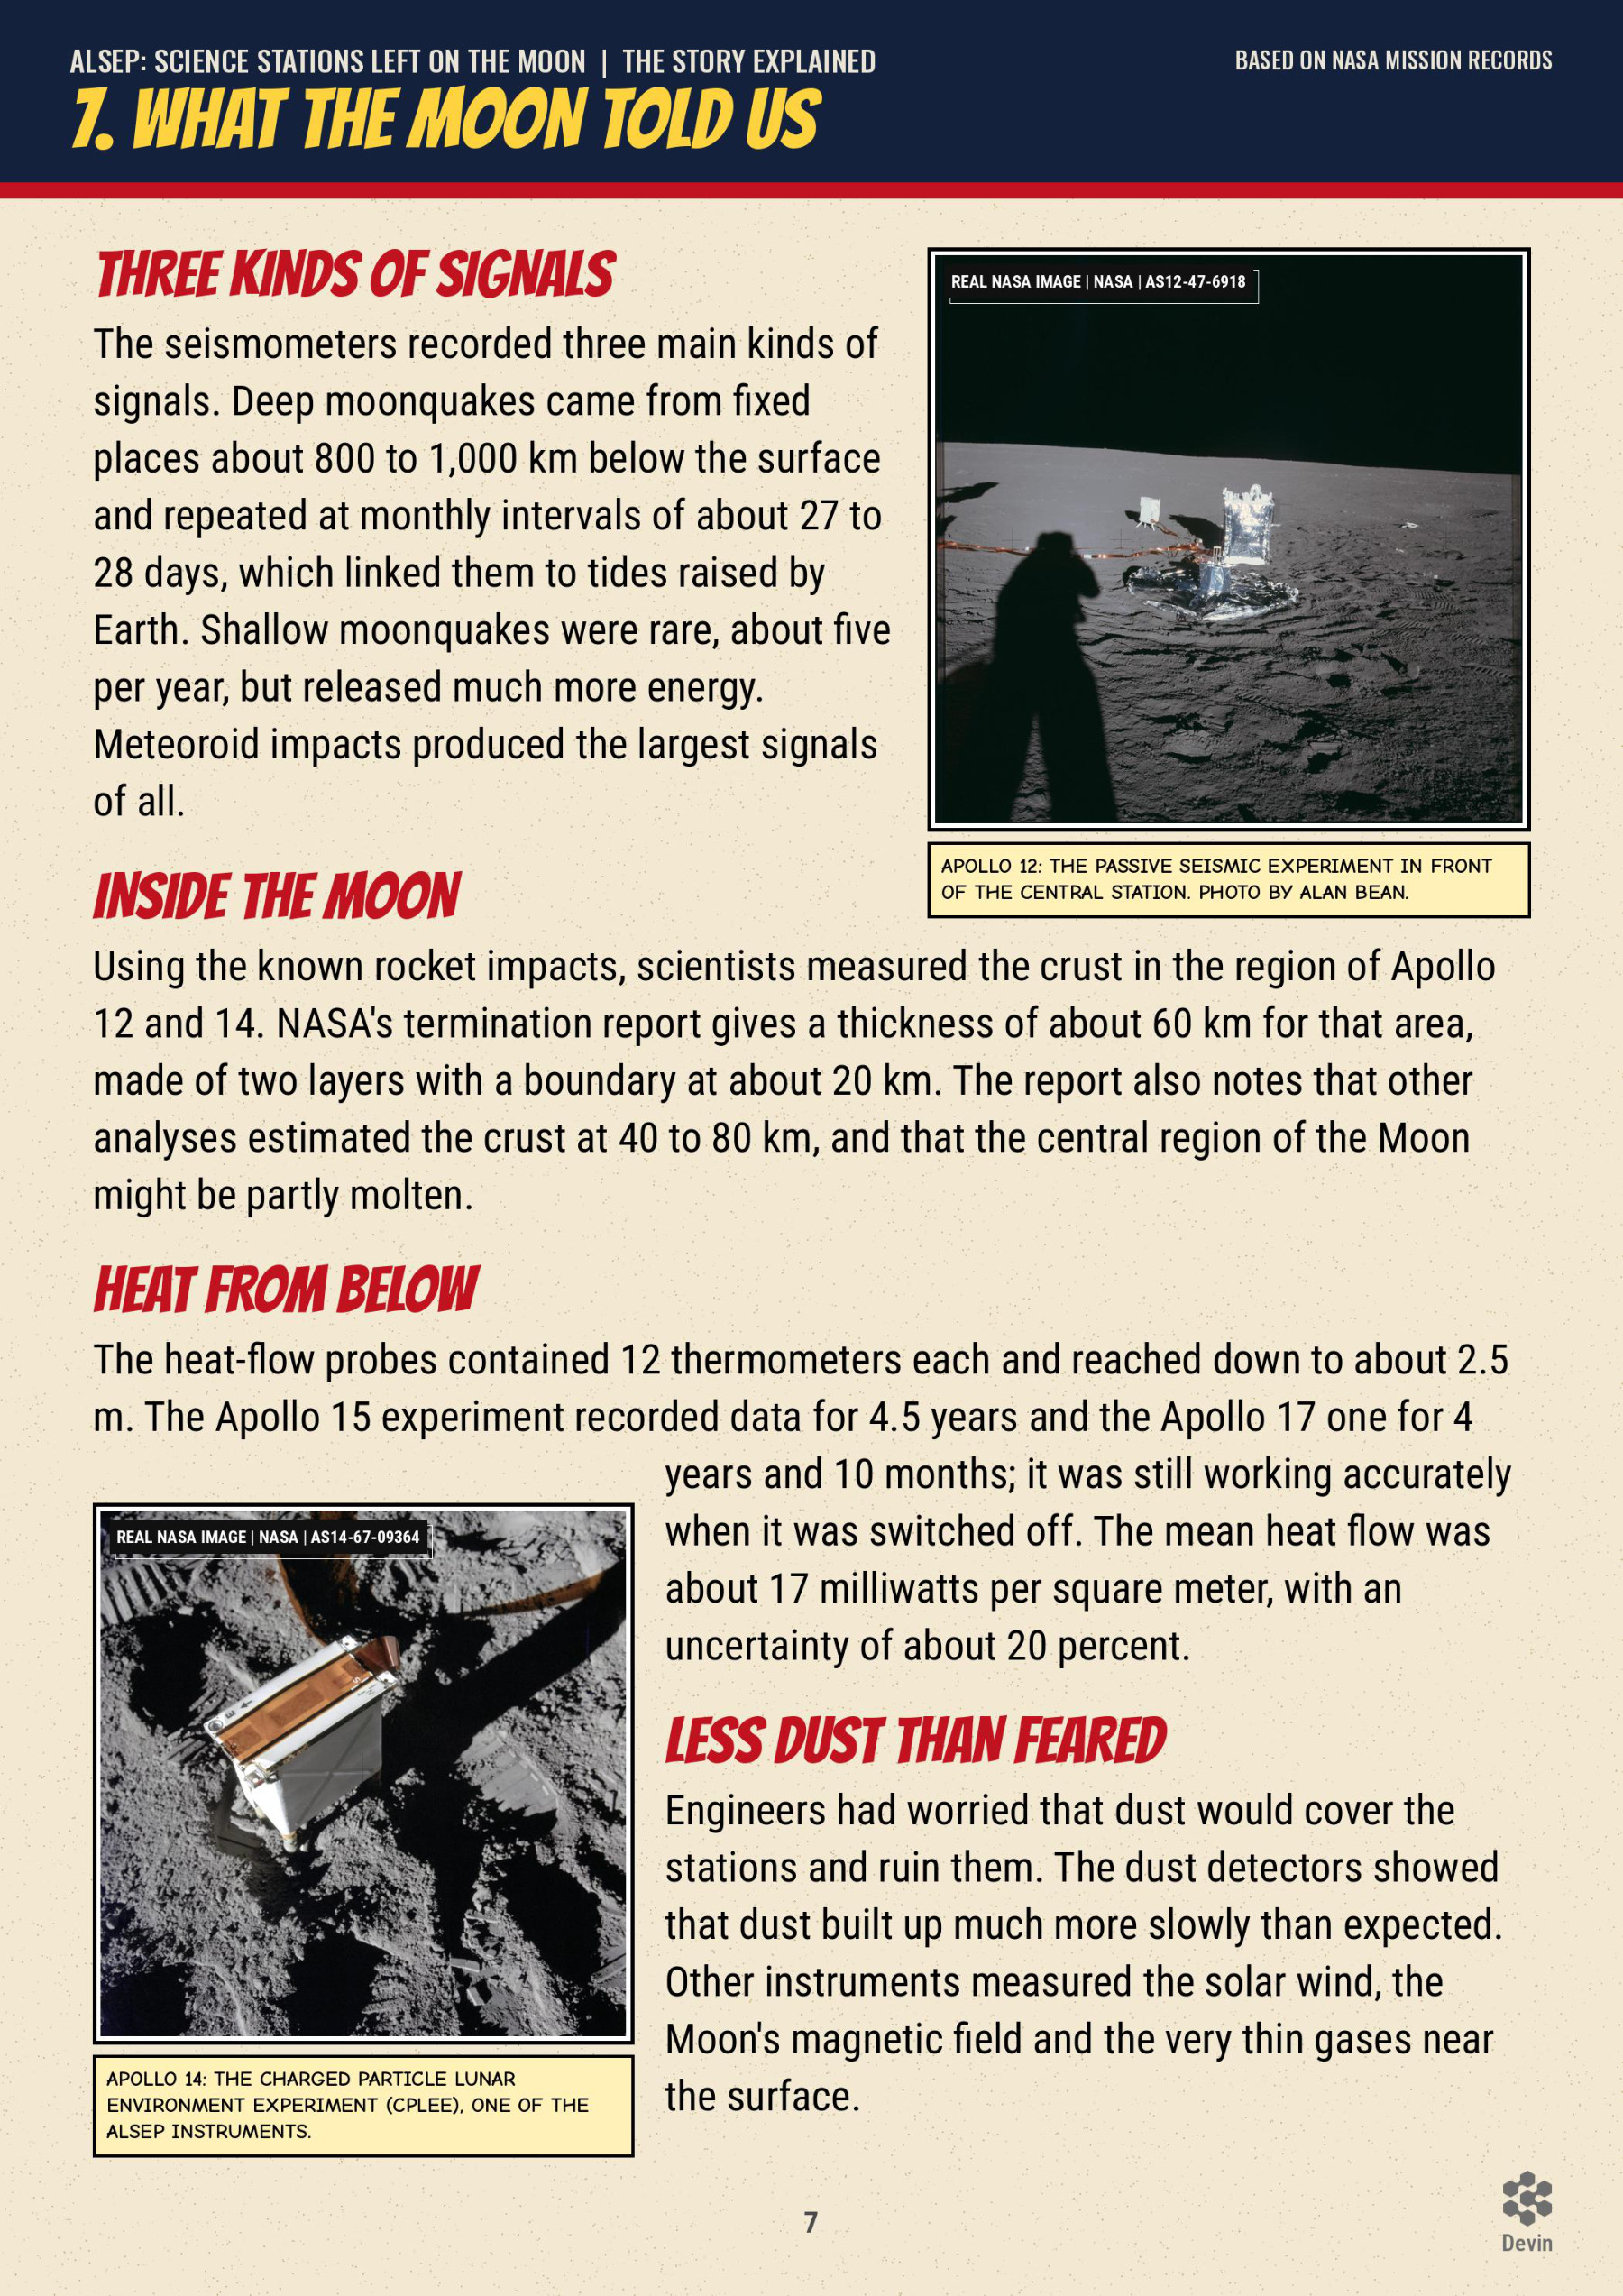 ALSEP: SCIENCE STATIONS LEFT ON THE MOON | THE STORY EXPLAINED
BASED ON NASA MISSION RECORDS
7. WHAT THE MOON TOLD US
THREE KINDS OF SIGNALS
The seismometers recorded three main kinds of
signals. Deep moonquakes came from fixed
places about 800 to 1,000 km below the surface
and repeated at monthly intervals of about 27 to
28 days, which linked them to tides raised by
Earth. Shallow moonquakes were rare, about five
per year, but released much more energy.
Meteoroid impacts produced the largest signals
of all.
REAL NASA IMAGE | NASA | AS12-47-6918
APOLLO 12: THE PASSIVE SEISMIC EXPERIMENT IN FRONT
OF THE CENTRAL STATION. PHOTO BY ALAN BEAN.
INSIDE THE MOON
Using the known rocket impacts, scientists measured the crust in the region of Apollo
12 and 14. NASA's termination report gives a thickness of about 60 km for that area,
made of two layers with a boundary at about 20 km. The report also notes that other
analyses estimated the crust at 40 to 80 km, and that the central region of the Moon
might be partly molten.
HEAT FROM BELOW
The heat-flow probes contained 12 thermometers each and reached down to about 2.5
m. The Apollo 15 experiment recorded data for 4.5 years and the Apollo 17 one for 4
years and 10 months; it was still working accurately
when it was switched off. The mean heat flow was
about 17 milliwatts per square meter, with an
uncertainty of about 20 percent.
REAL NASA IMAGE | NASA | AS14-67-09364
APOLLO 14: THE CHARGED PARTICLE LUNAR
ENVIRONMENT EXPERIMENT (CPLEE), ONE OF THE
ALSEP INSTRUMENTS.
LESS DUST THAN FEARED
Engineers had worried that dust would cover the
stations and ruin them. The dust detectors showed
that dust built up much more slowly than expected.
Other instruments measured the solar wind, the
Moon's magnetic field and the very thin gases near
the surface.
7
Devin